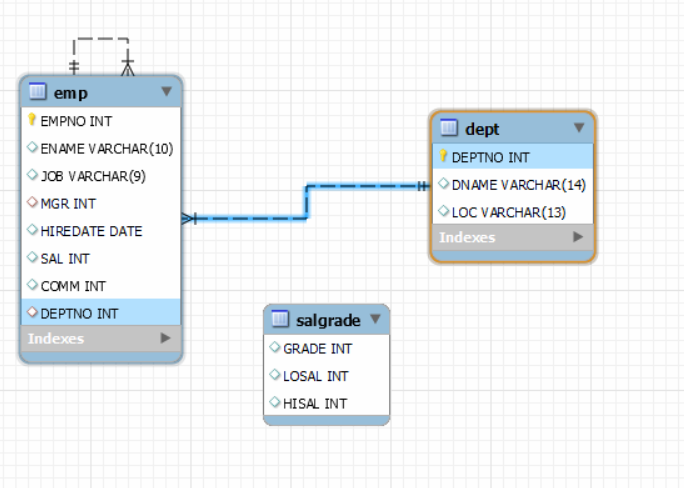 emp
EMPNO INT
ENAME VARCHAR(10)
JOB VARCHAR(9)
MGR INT
HIREDATE DATE
SAL INT
COMM INT
DEPTNO INT
Indexes
dept
DEPTNO INT
DNAME VARCHAR(14)
LOC VARCHAR(13)
Indexes
salgrade
GRADE INT
LOSAL INT
HISAL INT